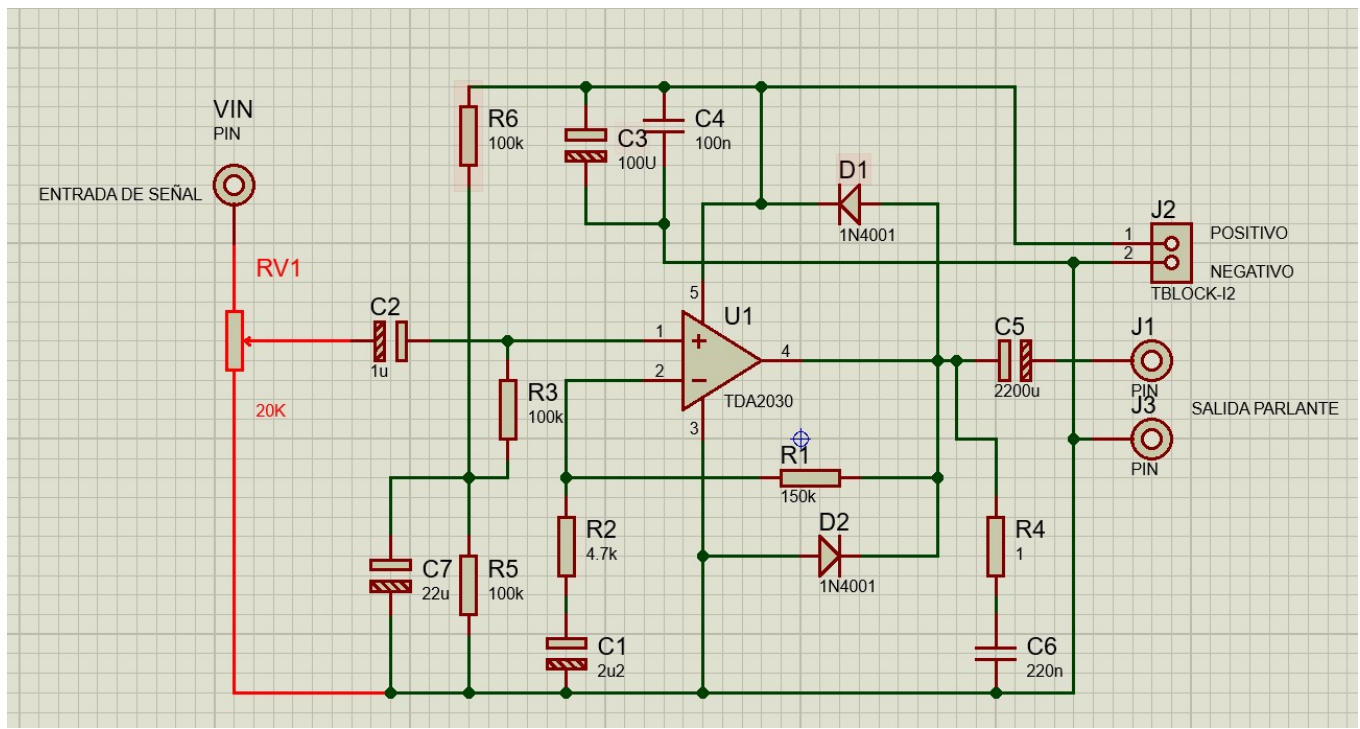 VIN
PIN
ENTRADA DE SEÑAL
RV1
20K
C2
1u
R6
100k
C3
100U
C4
100n
D1
1N4001
J2
1
POSITIVO
2
NEGATIVO
TBLOCK-I2
5
U1
1
+
4
2
−
TDA2030
3
R3
100k
C5
2200u
J1
PIN
J3
SALIDA PARLANTE
PIN
R1
150k
D2
1N4001
R2
4.7k
R4
1
C7
22u
R5
100k
C1
2u2
C6
220n